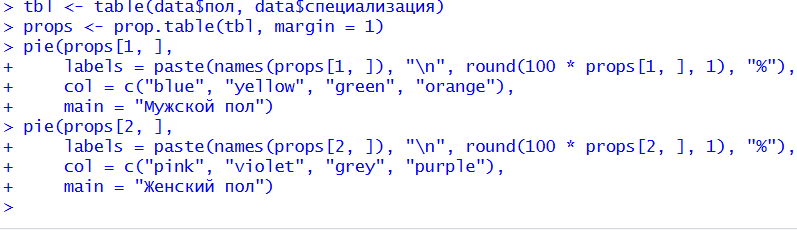 > tbl <- table(data$пол, data$специализация)
> props <- prop.table(tbl, margin = 1)
> pie(props[1, ],
+     labels = paste(names(props[1, ]), "\n", round(100 * props[1, ], 1), "%"),
+     col = c("blue", "yellow", "green", "orange"),
+     main = "Мужской пол")
> pie(props[2, ],
+     labels = paste(names(props[2, ]), "\n", round(100 * props[2, ], 1), "%"),
+     col = c("pink", "violet", "grey", "purple"),
+     main = "Женский пол")
>